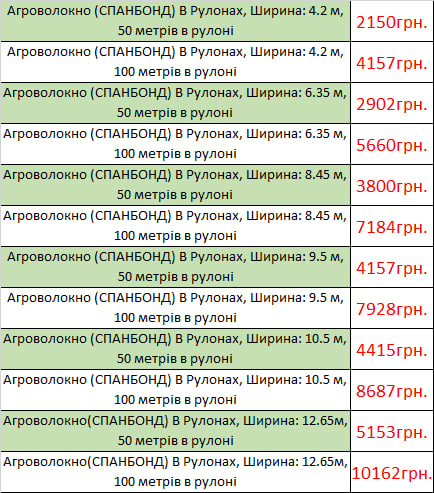 Агроволокно (СПАНБОНД) В Рулонах, Ширина: 4.2 м,
50 метрів в рулоні
2150грн.
Агроволокно (СПАНБОНД) В Рулонах, Ширина: 4.2 м,
100 метрів в рулоні
4157грн.
Агроволокно (СПАНБОНД) В Рулонах, Ширина: 6.35 м,
50 метрів в рулоні
2902грн.
Агроволокно (СПАНБОНД) В Рулонах, Ширина: 6.35 м,
100 метрів в рулоні
5660грн.
Агроволокно (СПАНБОНД) В Рулонах, Ширина: 8.45 м,
50 метрів в рулоні
3800грн.
Агроволокно (СПАНБОНД) В Рулонах, Ширина: 8.45 м,
100 метрів в рулоні
7184грн.
Агроволокно (СПАНБОНД) В Рулонах, Ширина: 9.5 м,
50 метрів в рулоні
4157грн.
Агроволокно (СПАНБОНД) В Рулонах, Ширина: 9.5 м,
100 метрів в рулоні
7928грн.
Агроволокно (СПАНБОНД) В Рулонах, Ширина: 10.5 м,
50 метрів в рулоні
4415грн.
Агроволокно (СПАНБОНД) В Рулонах, Ширина: 10.5 м,
100 метрів в рулоні
8687грн.
Агроволокно(СПАНБОНД) В Рулонах, Ширина: 12.65м,
50 метрів в рулоні
5153грн.
Агроволокно(СПАНБОНД) В Рулонах, Ширина: 12.65м,
100 метрів в рулоні
10162грн.